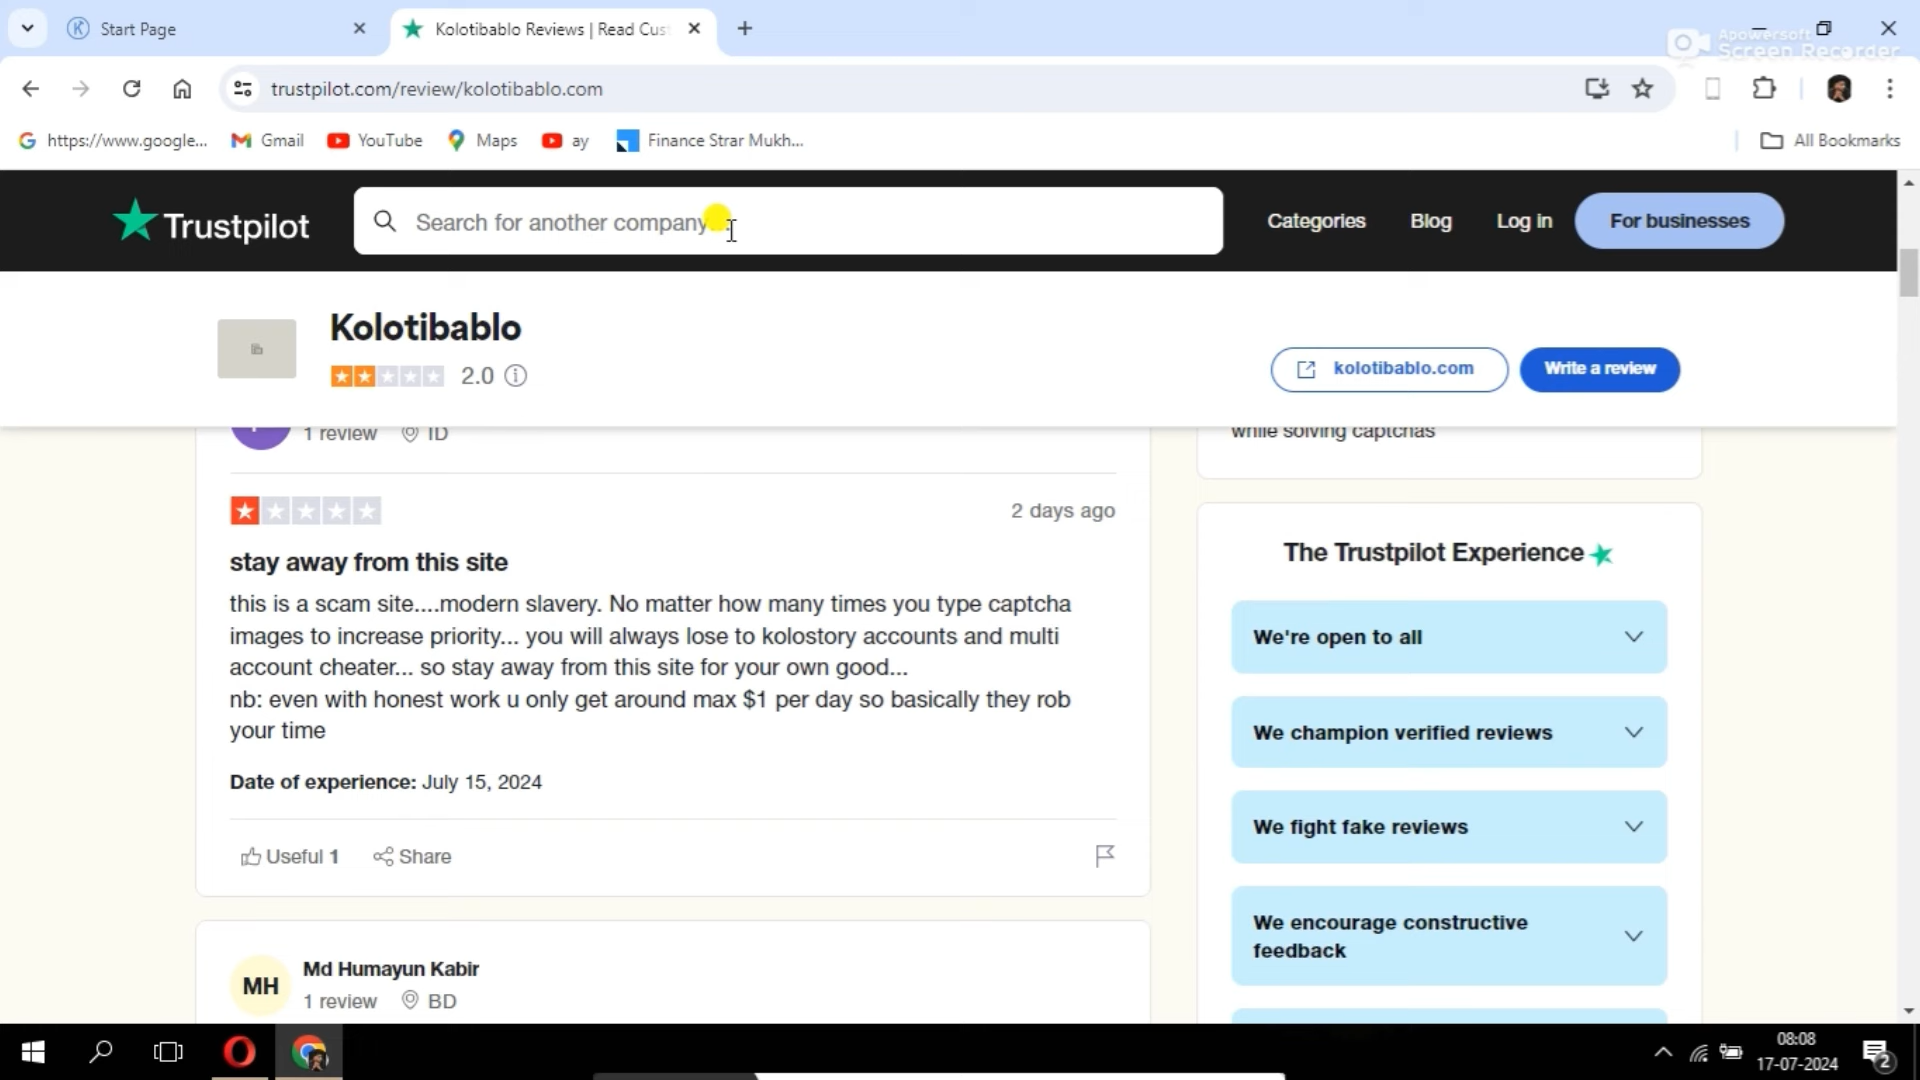 Start Page
Kolotibablo Reviews | Read Cus
Apowersoft
Screen Recorder
trustpilot.com/review/kolotibablo.com
https://www.google...
Gmail
YouTube
Maps
ay
Finance Strar Mukh...
All Bookmarks
Trustpilot
Search for another company
Categories
Blog
Log in
For businesses
Kolotibablo
2.0
kolotibablo.com
Write a review
1 review
ID
while solving captchas
2 days ago
stay away from this site
this is a scam site....modern slavery. No matter how many times you type captcha
images to increase priority... you will always lose to kolostory accounts and multi
account cheater... so stay away from this site for your own good...
nb: even with honest work u only get around max $1 per day so basically they rob
your time
Date of experience: July 15, 2024
Useful 1
Share
The Trustpilot Experience
We're open to all
We champion verified reviews
We fight fake reviews
We encourage constructive
feedback
MH
Md Humayun Kabir
1 review
BD
08:08
17-07-2024
2